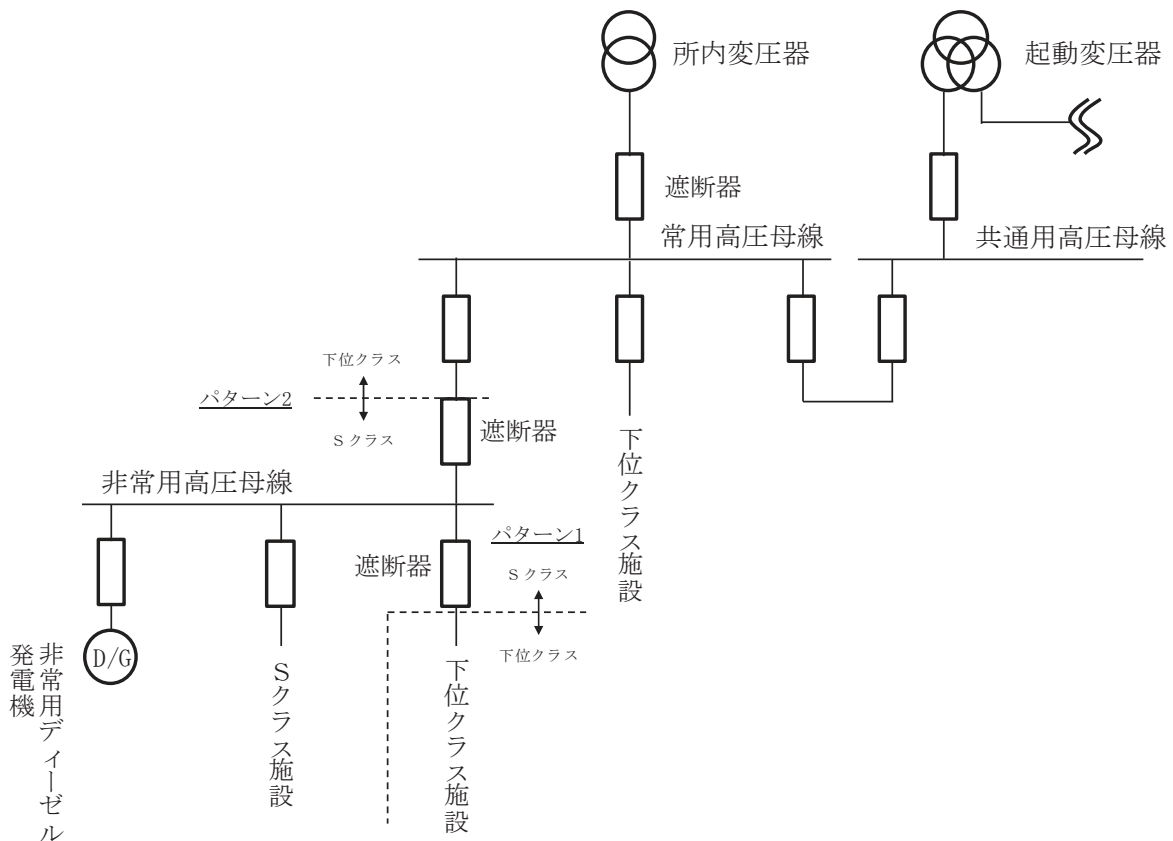 所内変圧器
起動変圧器
遮断器
常用高圧母線
共通用高圧母線
下位クラス
パターン2
Sクラス
遮断器
下位クラス施設
非常用高圧母線
パターン1
遮断器
Sクラス
下位クラス
D/G
非常用ディーゼル
発電機
Sクラス施設
下位クラス施設